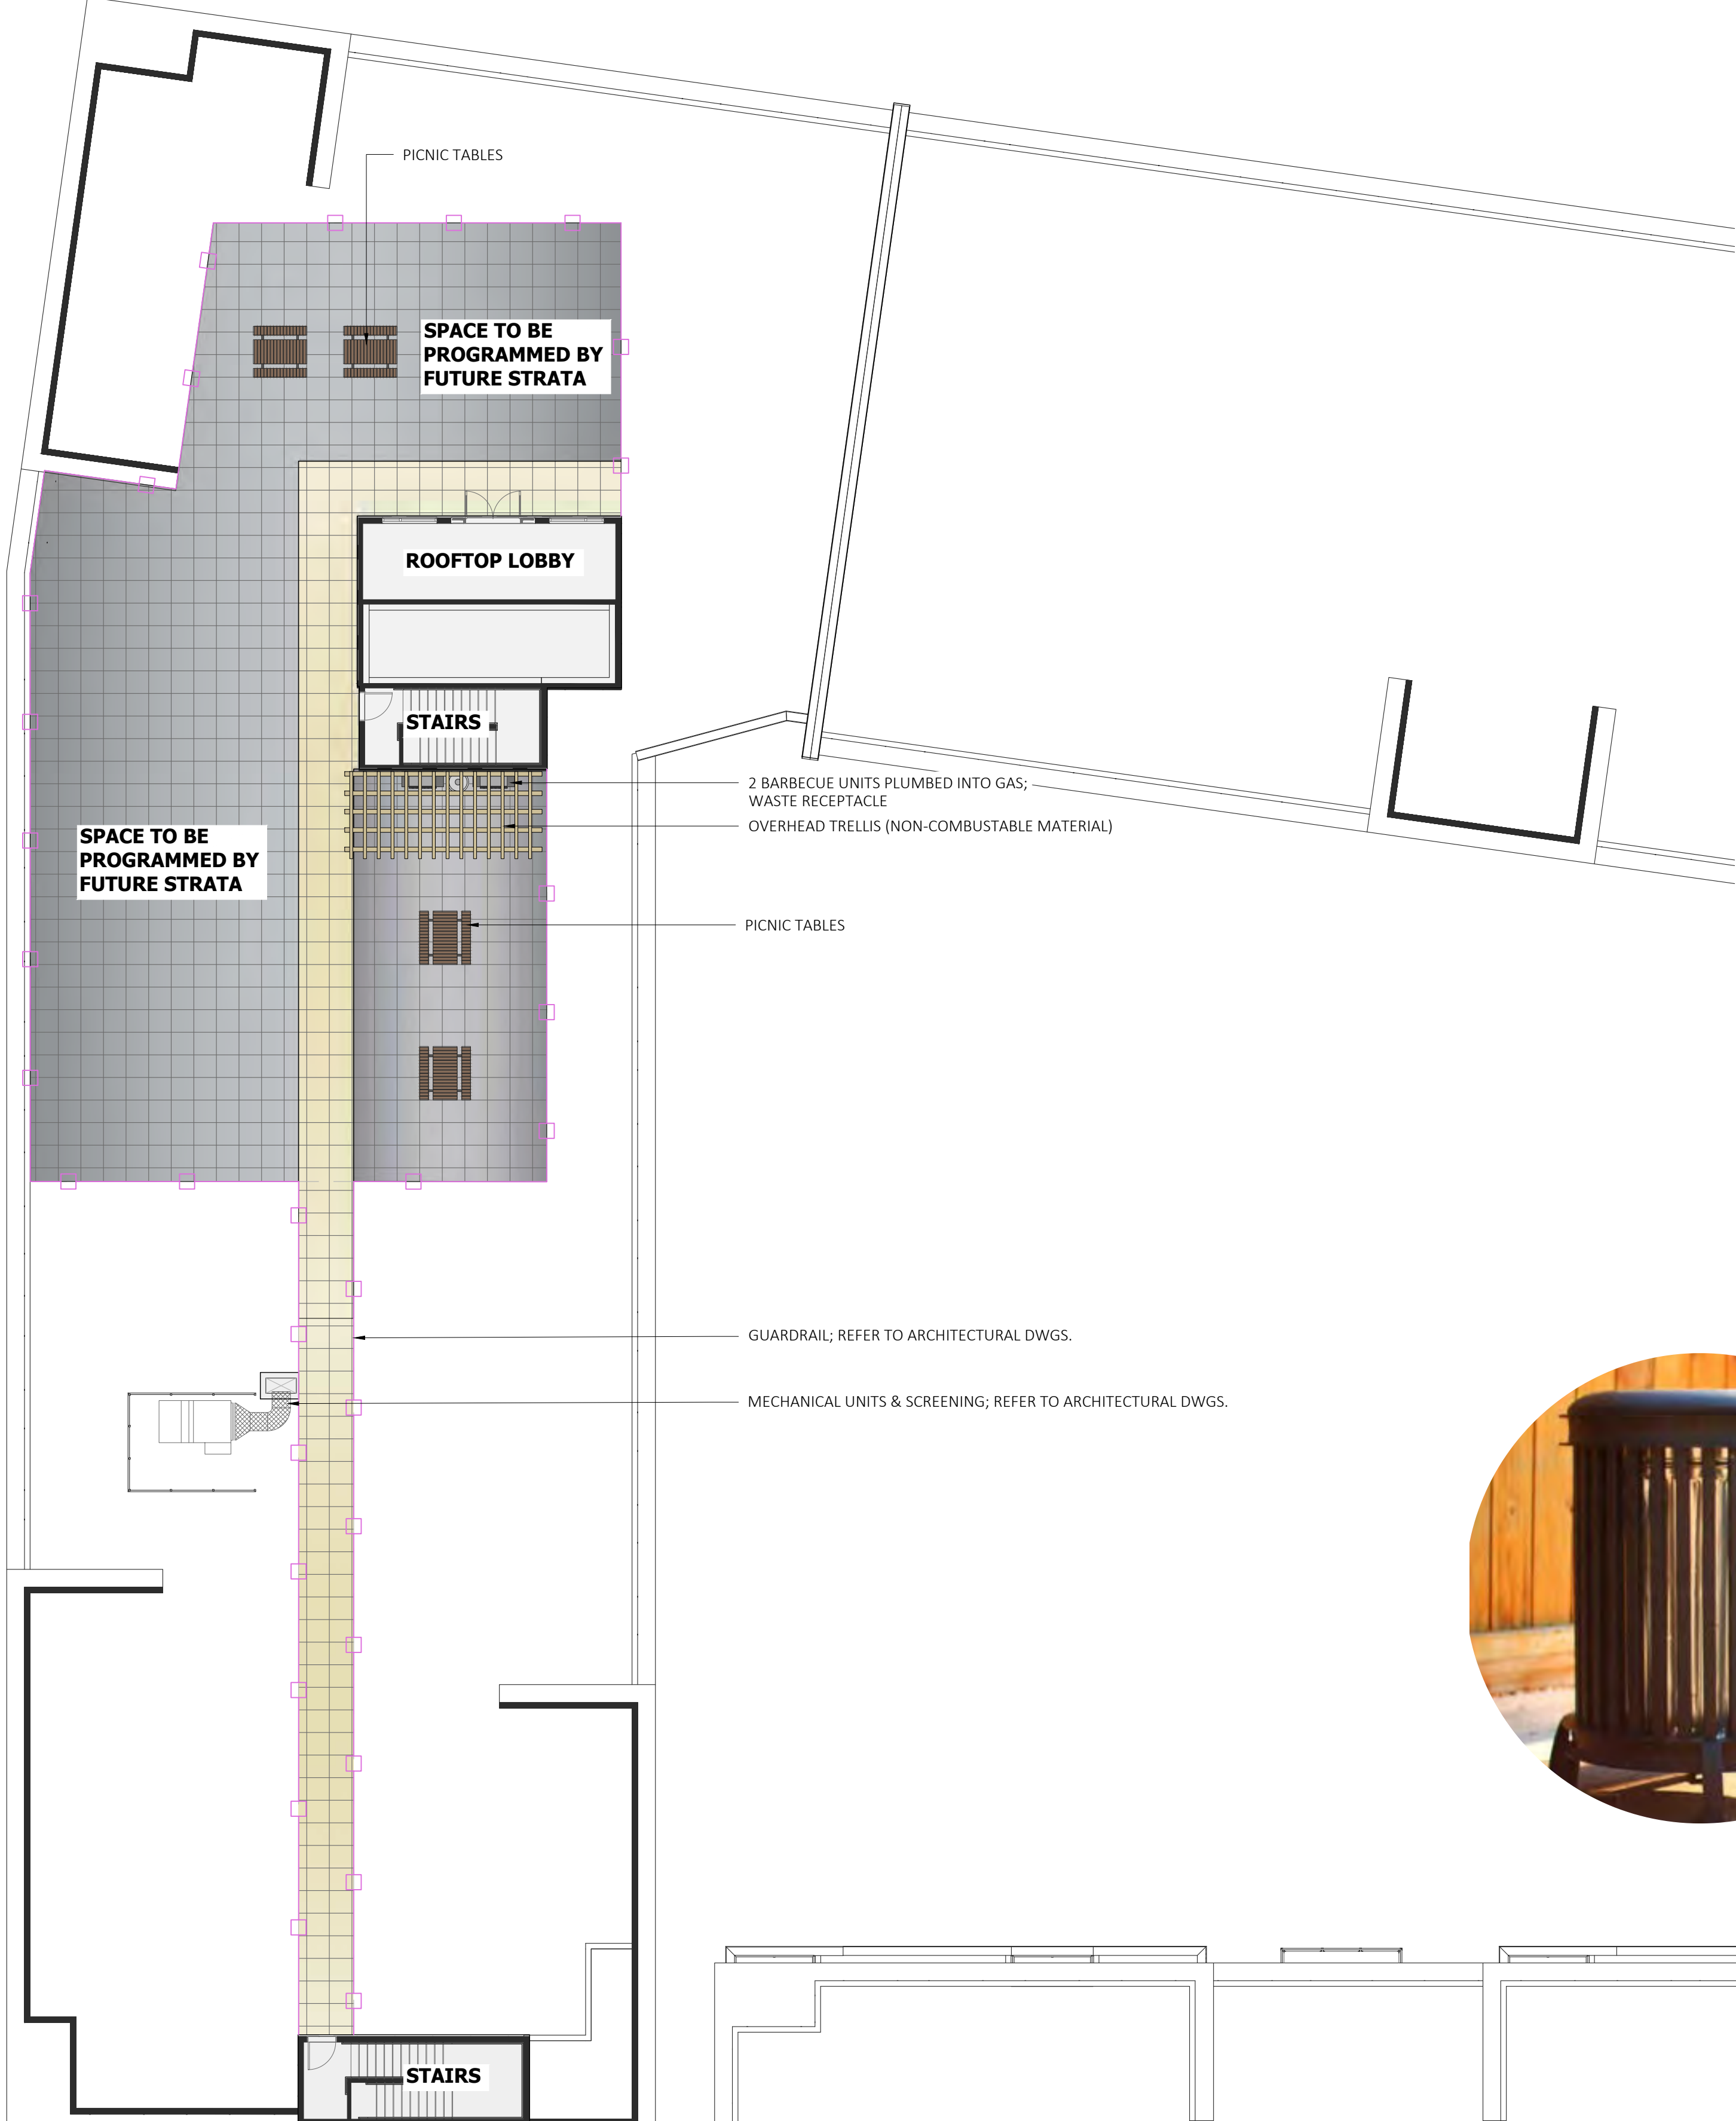 PICNIC TABLES
SPACE TO BE
PROGRAMMED BY
FUTURE STRATA
ROOFTOP LOBBY
STAIRS
2 BARBECUE UNITS PLUMBED INTO GAS;
WASTE RECEPTACLE
OVERHEAD TRELLIS (NON-COMBUSTABLE MATERIAL)
SPACE TO BE
PROGRAMMED BY
FUTURE STRATA
PICNIC TABLES
GUARDRAIL; REFER TO ARCHITECTURAL DWGS.
MECHANICAL UNITS & SCREENING; REFER TO ARCHITECTURAL DWGS.
STAIRS